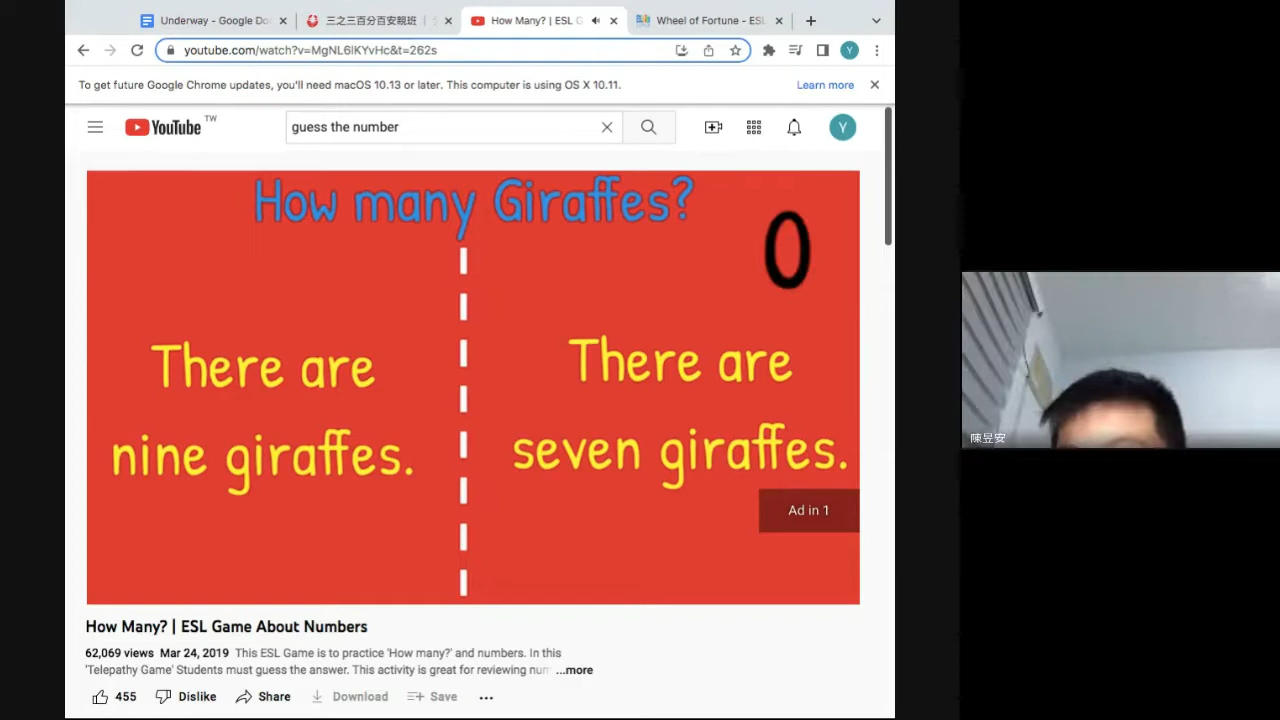 Underway - Google Do
三之三百分百安親班
How Many? | ESL G
Wheel of Fortune - ESL
youtube.com/watch?v=MgNL6lKYvHc&t=262s
To get future Google Chrome updates, you'll need macOS 10.13 or later. This computer is using OS X 10.11.
Learn more
YouTube TW
guess the number
Y
Y
How many Giraffes?
0
There are
nine giraffes.
There are
seven giraffes.
Ad in 1
How Many? | ESL Game About Numbers
62,069 views Mar 24, 2019 This ESL Game is to practice 'How many?' and numbers. In this
'Telepathy Game' Students must guess the answer. This activity is great for reviewing num ...more
455 Dislike Share Download Save
陳昱安